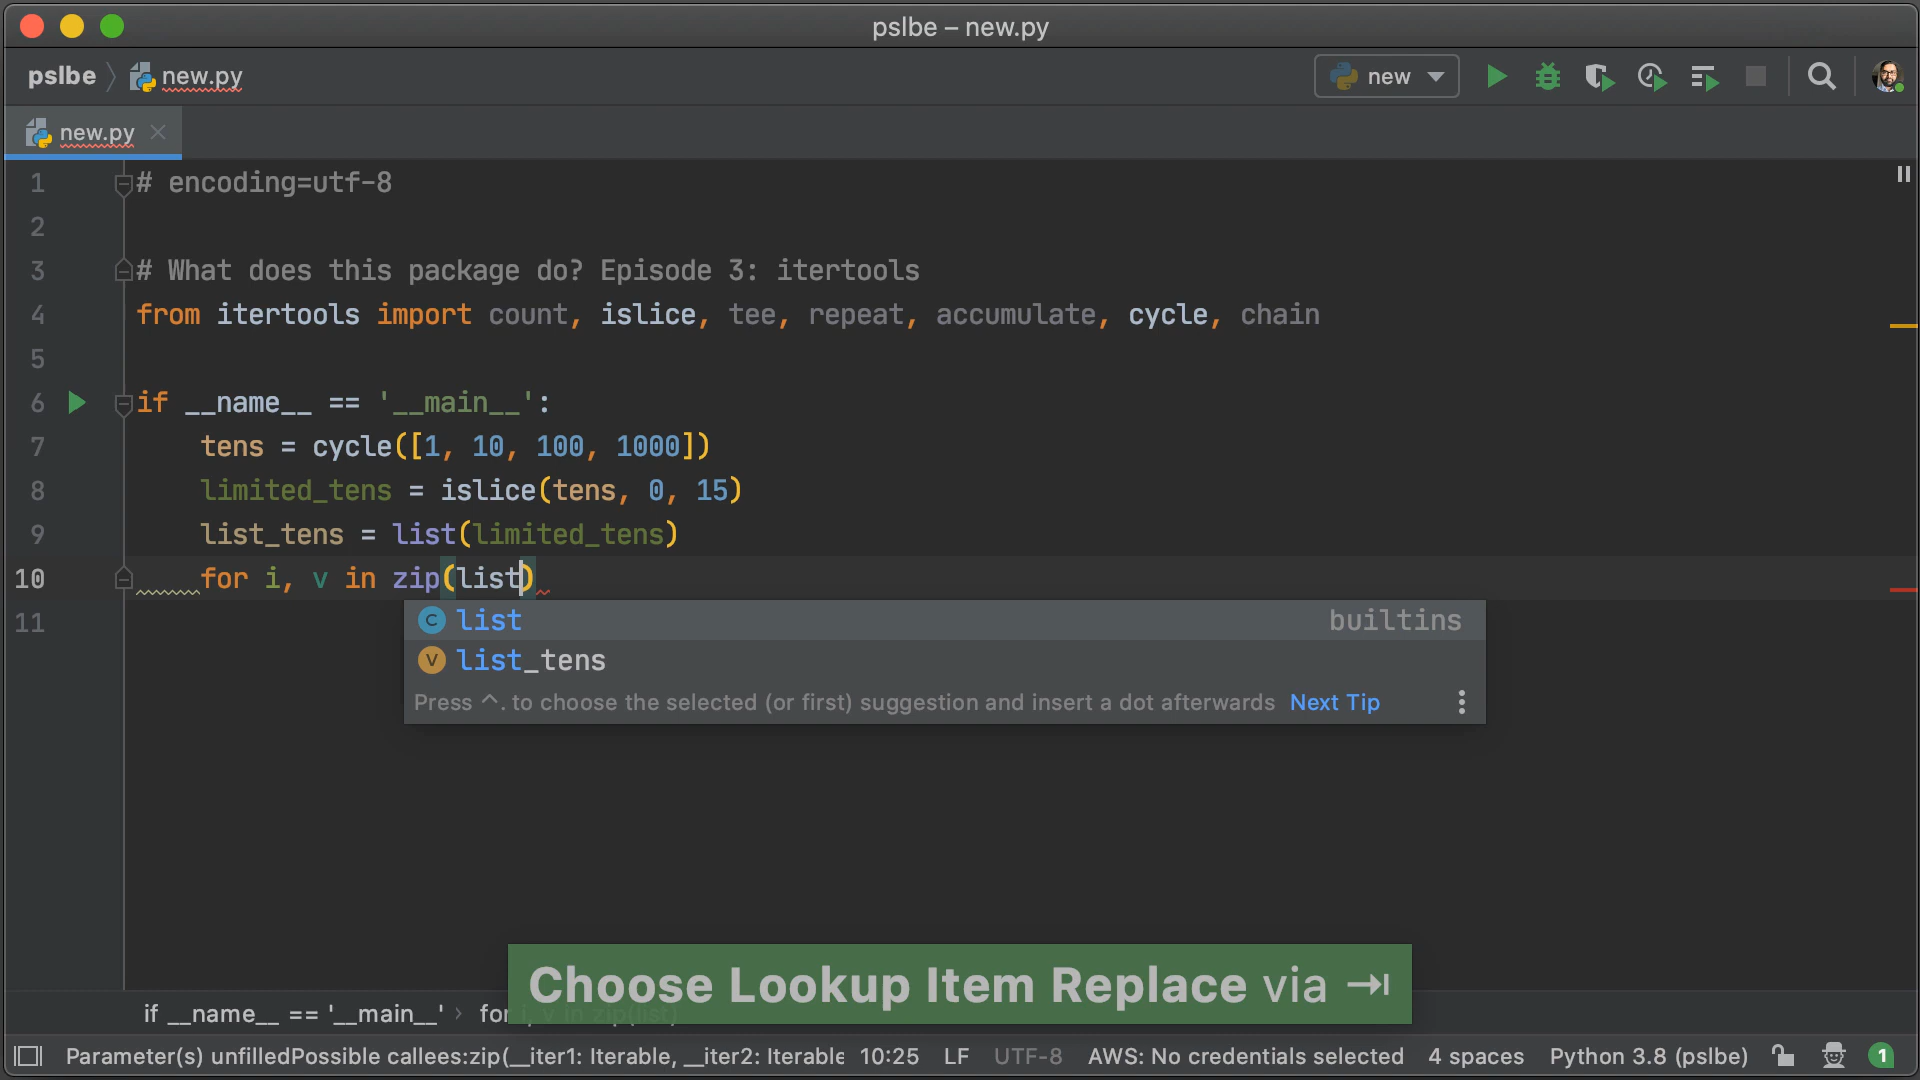 pslbe – new.py
pslbe new.py
new
new.py
1 # encoding=utf-8
2
3 # What does this package do? Episode 3: itertools
4 from itertools import count, islice, tee, repeat, accumulate, cycle, chain
5
6 if __name__ == '__main__':
7 tens = cycle([1, 10, 100, 1000])
8 limited_tens = islice(tens, 0, 15)
9 list_tens = list(limited_tens)
10 for i, v in zip(list)
11
C list builtins
V list_tens
Press ^. to choose the selected (or first) suggestion and insert a dot afterwards Next Tip
Choose Lookup Item Replace via ⇥
if __name__ == '__main__' › for i, v in zip(list)
Parameter(s) unfilledPossible callees:zip(__iter1: Iterable, __iter2: Iterable 10:25 LF UTF-8 AWS: No credentials selected 4 spaces Python 3.8 (pslbe) 1